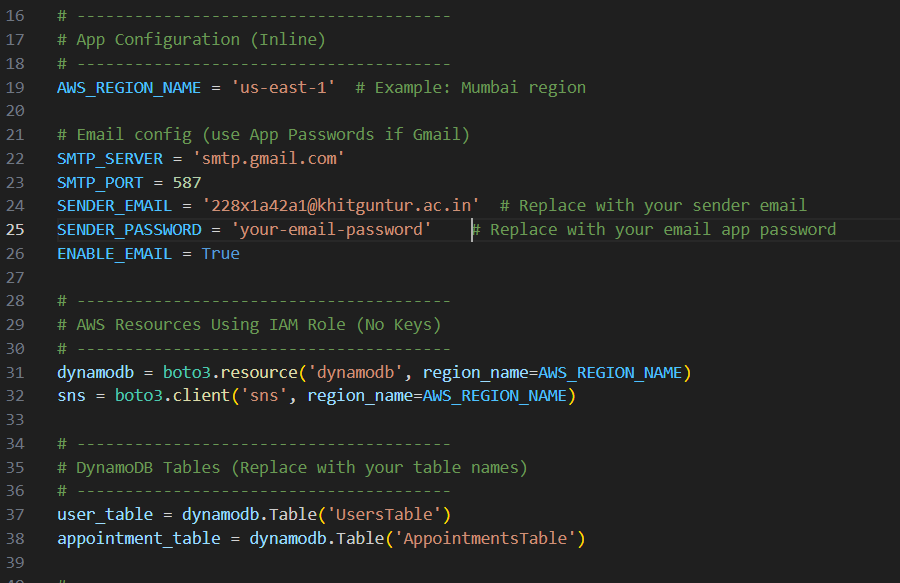 16 # ---------------------------------------
17 # App Configuration (Inline)
18 # ---------------------------------------
19 AWS_REGION_NAME = 'us-east-1'  # Example: Mumbai region
20
21 # Email config (use App Passwords if Gmail)
22 SMTP_SERVER = 'smtp.gmail.com'
23 SMTP_PORT = 587
24 SENDER_EMAIL = '228x1a42a1@khitguntur.ac.in'  # Replace with your sender email
25 SENDER_PASSWORD = 'your-email-password'    # Replace with your email app password
26 ENABLE_EMAIL = True
27
28 # ---------------------------------------
29 # AWS Resources Using IAM Role (No Keys)
30 # ---------------------------------------
31 dynamodb = boto3.resource('dynamodb', region_name=AWS_REGION_NAME)
32 sns = boto3.client('sns', region_name=AWS_REGION_NAME)
33
34 # ---------------------------------------
35 # DynamoDB Tables (Replace with your table names)
36 # ---------------------------------------
37 user_table = dynamodb.Table('UsersTable')
38 appointment_table = dynamodb.Table('AppointmentsTable')
39